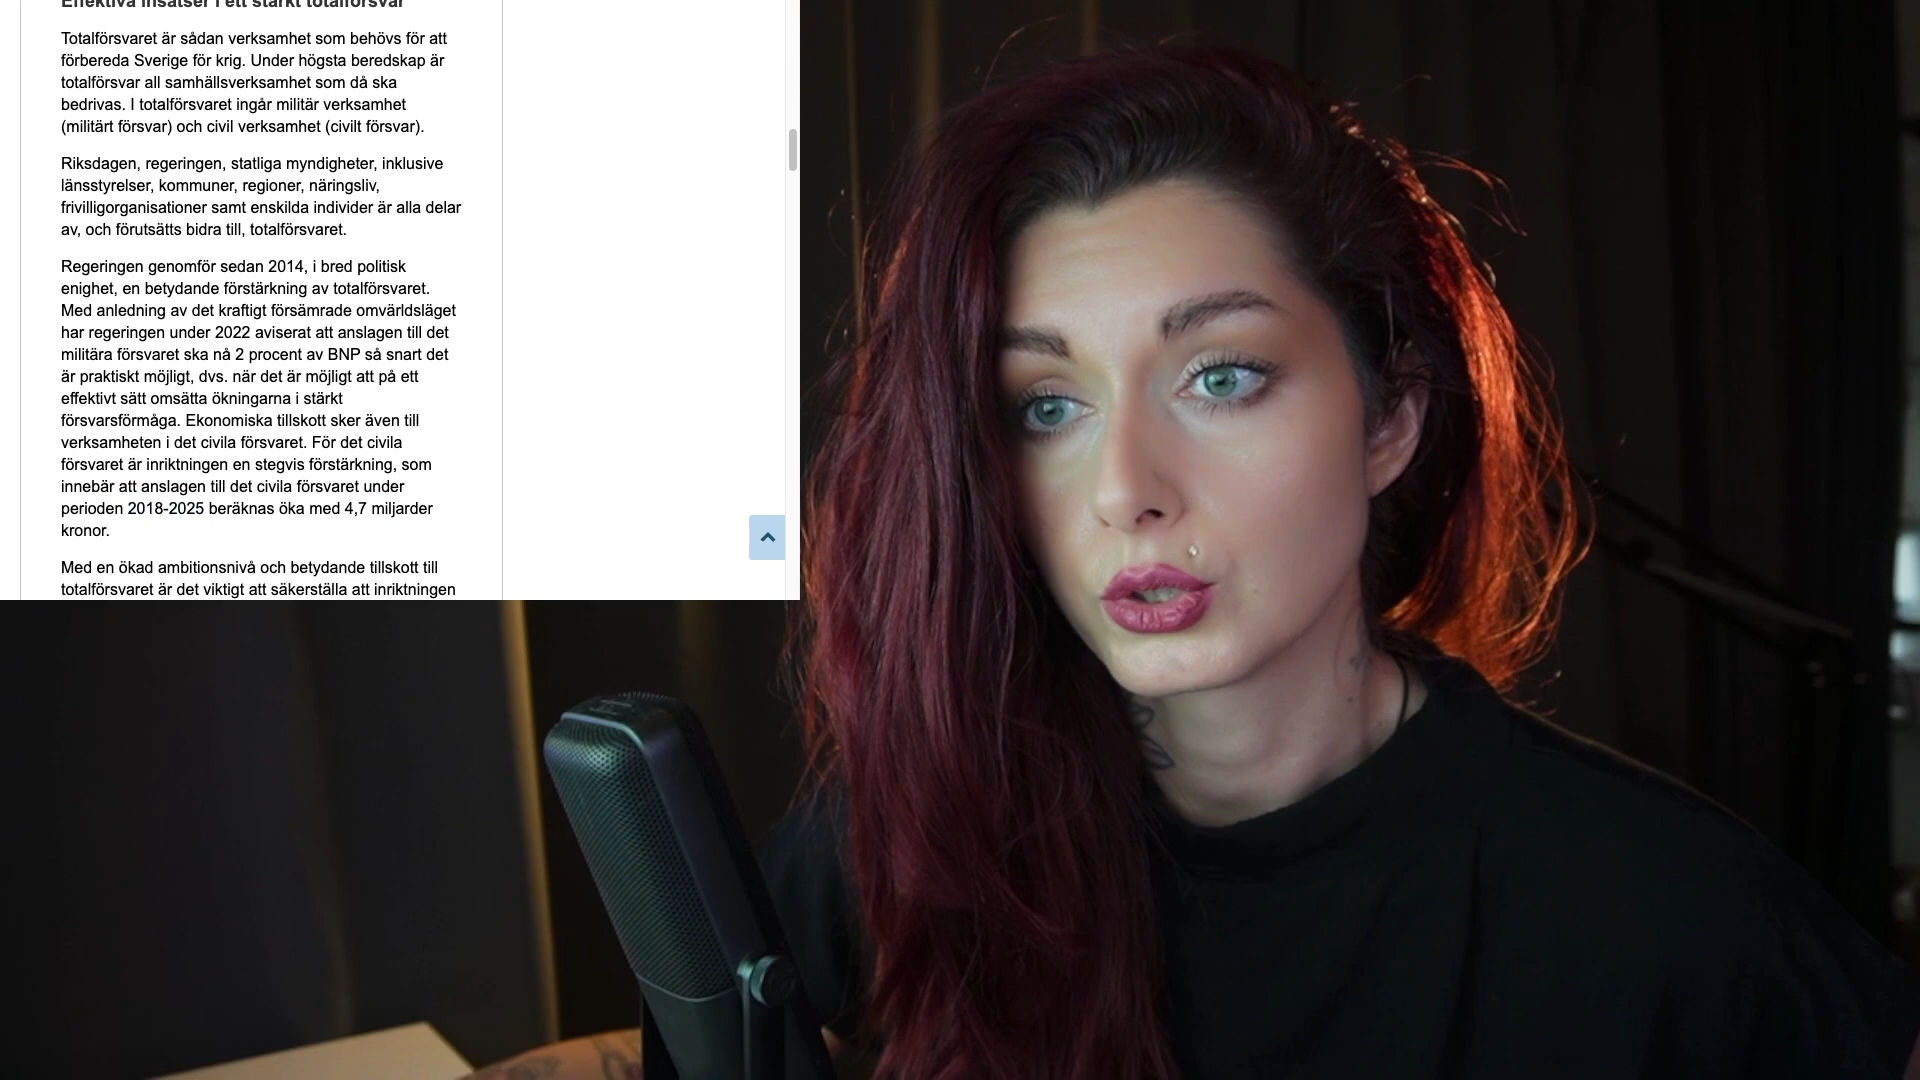 Effektiva insatser i ett stärkt totalförsvar
Totalförsvaret är sådan verksamhet som behövs för att
förbereda Sverige för krig. Under högsta beredskap är
totalförsvar all samhällsverksamhet som då ska
bedrivas. I totalförsvaret ingår militär verksamhet
(militärt försvar) och civil verksamhet (civilt försvar).
Riksdagen, regeringen, statliga myndigheter, inklusive
länsstyrelser, kommuner, regioner, näringsliv,
frivilligorganisationer samt enskilda individer är alla delar
av, och förutsätts bidra till, totalförsvaret.
Regeringen genomför sedan 2014, i bred politisk
enighet, en betydande förstärkning av totalförsvaret.
Med anledning av det kraftigt försämrade omvärldsläget
har regeringen under 2022 aviserat att anslagen till det
militära försvaret ska nå 2 procent av BNP så snart det
är praktiskt möjligt, dvs. när det är möjligt att på ett
effektivt sätt omsätta ökningarna i stärkt
försvarsförmåga. Ekonomiska tillskott sker även till
verksamheten i det civila försvaret. För det civila
försvaret är inriktningen en stegvis förstärkning, som
innebär att anslagen till det civila försvaret under
perioden 2018-2025 beräknas öka med 4,7 miljarder
kronor.
Med en ökad ambitionsnivå och betydande tillskott till
totalförsvaret är det viktigt att säkerställa att inriktningen